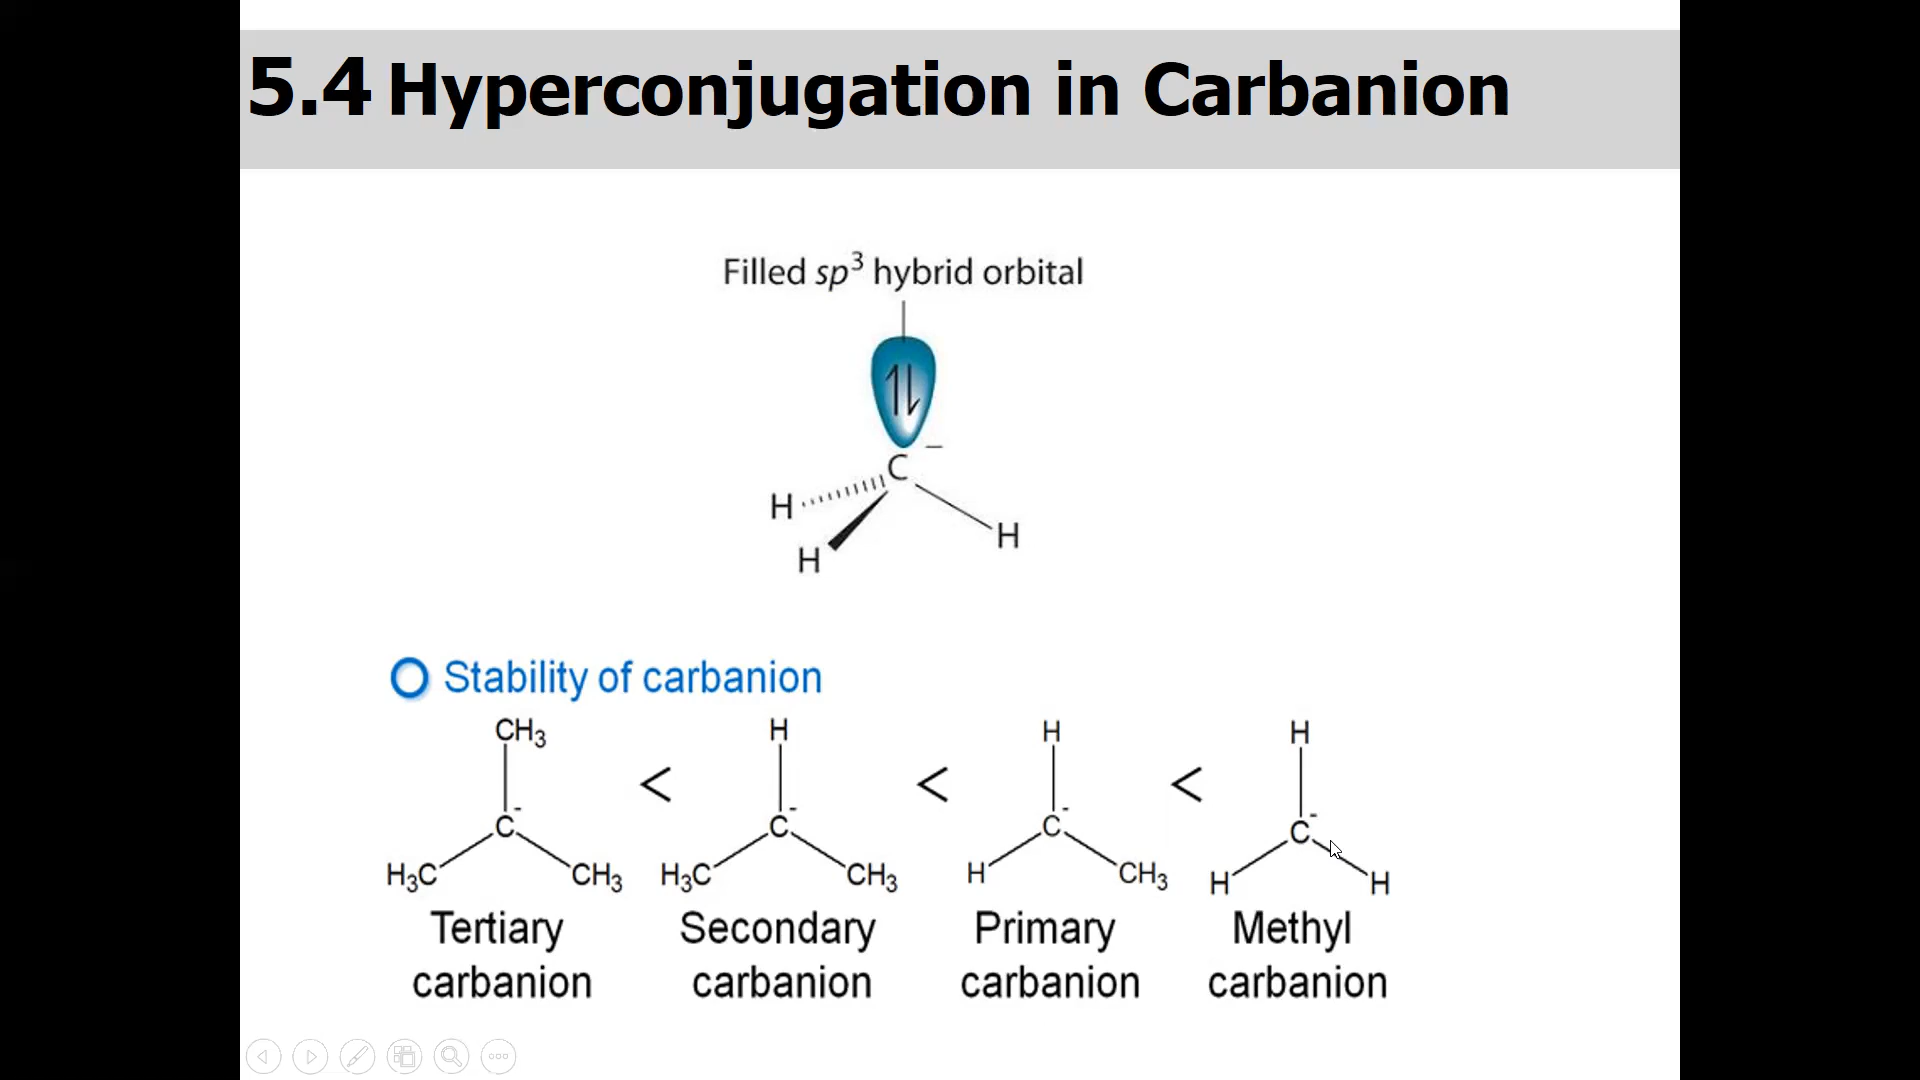 5.4 Hyperconjugation in Carbanion
Filled sp³ hybrid orbital
C⁻
H
H
H
Stability of carbanion
CH₃ H H H
< < <
C⁻ C⁻ C⁻ C⁻
H₃C CH₃ H₃C CH₃ H CH₃ H H
Tertiary Secondary Primary Methyl
carbanion carbanion carbanion carbanion